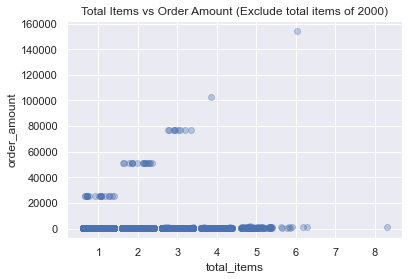 Total Items vs Order Amount (Exclude total items of 2000)
160000
140000
120000
100000
80000
60000
40000
20000
0
order_amount
1 2 3 4 5 6 7 8
total_items